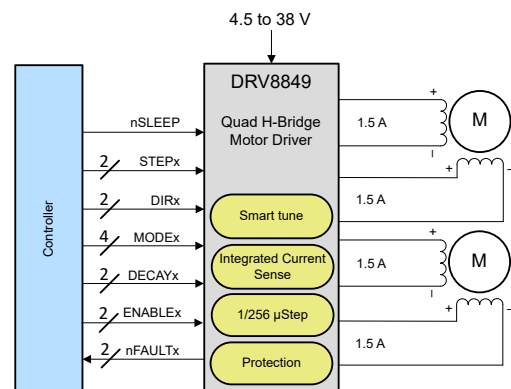 4.5 to 38 V
DRV8849
Quad H-Bridge
Motor Driver
Smart tune
Integrated Current
Sense
1/256 µStep
Protection
Controller
nSLEEP
2 STEPx
2 DIRx
4 MODEx
2 DECAYx
2 ENABLEx
2 nFAULTx
+
1.5 A
–
M
+ –
1.5 A
+
1.5 A
–
M
+ –
1.5 A